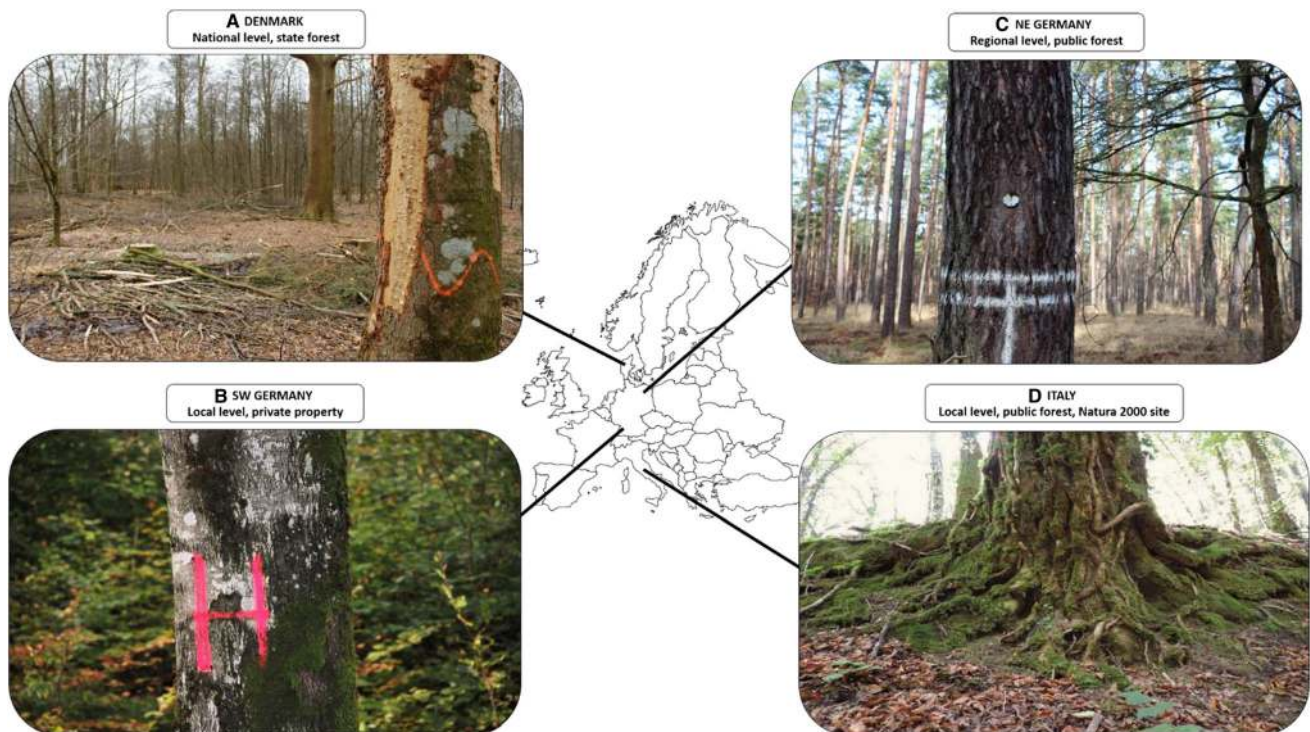 A DENMARK
National level, state forest
C NE GERMANY
Regional level, public forest
B SW GERMANY
Local level, private property
H
D ITALY
Local level, public forest, Natura 2000 site